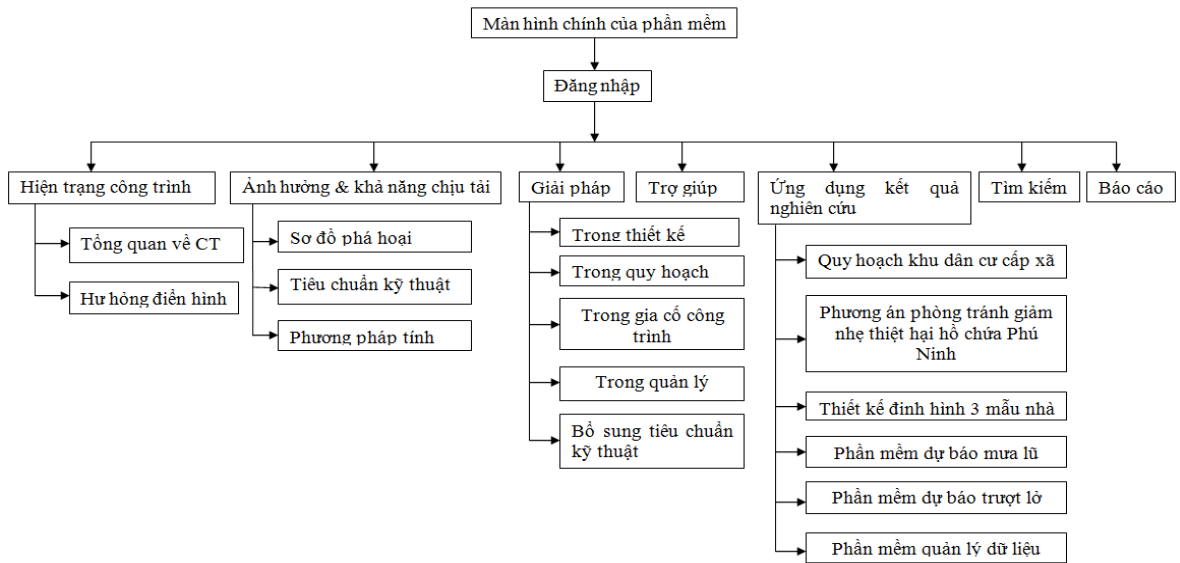 Màn hình chính của phần mềm
Đăng nhập
Hiện trạng công trình
Ảnh hưởng & khả năng chịu tải
Giải pháp
Trợ giúp
Ứng dụng kết quả
nghiên cứu
Tìm kiếm
Báo cáo
Tổng quan về CT
Hư hỏng điển hình
Sơ đồ phá hoại
Tiêu chuẩn kỹ thuật
Phương pháp tính
Trong thiết kế
Trong quy hoạch
Trong gia cố công
trình
Trong quản lý
Bổ sung tiêu chuẩn
kỹ thuật
Quy hoạch khu dân cư cấp xã
Phương án phòng tránh giảm
nhẹ thiệt hại hồ chứa Phú
Ninh
Thiết kế định hình 3 mẫu nhà
Phần mềm dự báo mưa lũ
Phần mềm dự báo trượt lở
Phần mềm quản lý dữ liệu